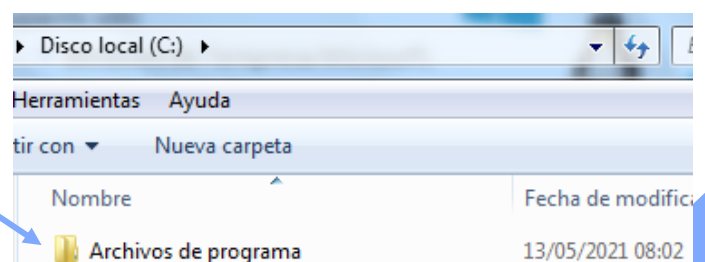 Disco local (C:)
Herramientas Ayuda
tir con Nueva carpeta
Nombre Fecha de modifica
Archivos de programa 13/05/2021 08:02